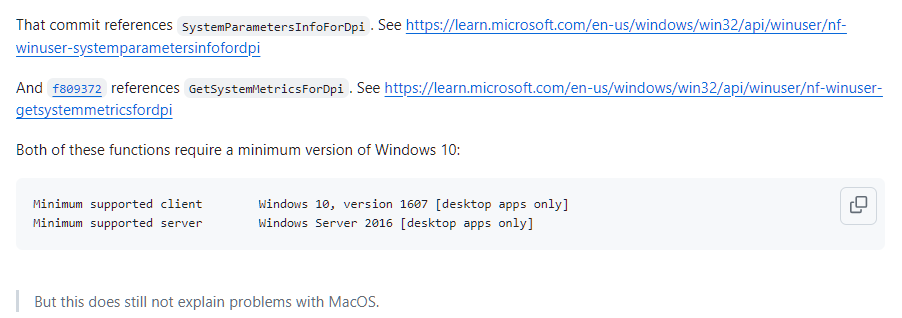 That commit references SystemParametersInfoForDpi. See https://learn.microsoft.com/en-us/windows/win32/api/winuser/nf-
winuser-systemparametersinfofordpi
And f809372 references GetSystemMetricsForDpi. See https://learn.microsoft.com/en-us/windows/win32/api/winuser/nf-winuser-
getsystemmetricsfordpi
Both of these functions require a minimum version of Windows 10:
Minimum supported client Windows 10, version 1607 [desktop apps only]
Minimum supported server Windows Server 2016 [desktop apps only]
But this does still not explain problems with MacOS.